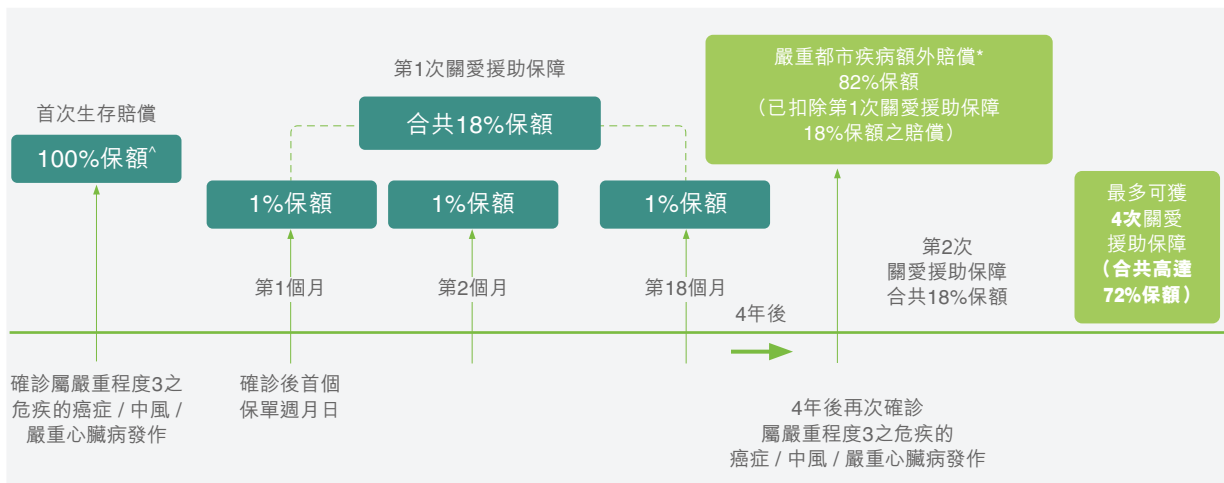 首次生存賠償
100%保額^
第1次關愛援助保障
合共18%保額
1%保額
1%保額
1%保額
第1個月
第2個月
第18個月
嚴重都市疾病額外賠償*
82%保額
（已扣除第1次關愛援助保障
18%保額之賠償）
第2次
關愛援助保障
合共18%保額
最多可獲
4次關愛
援助保障
（合共高達
72%保額）
4年後
確診屬嚴重程度3之
危疾的癌症 / 中風 /
嚴重心臟病發作
確診後首個
保單週月日
4年後再次確診
屬嚴重程度3之危疾的
癌症 / 中風 / 嚴重心臟病發作